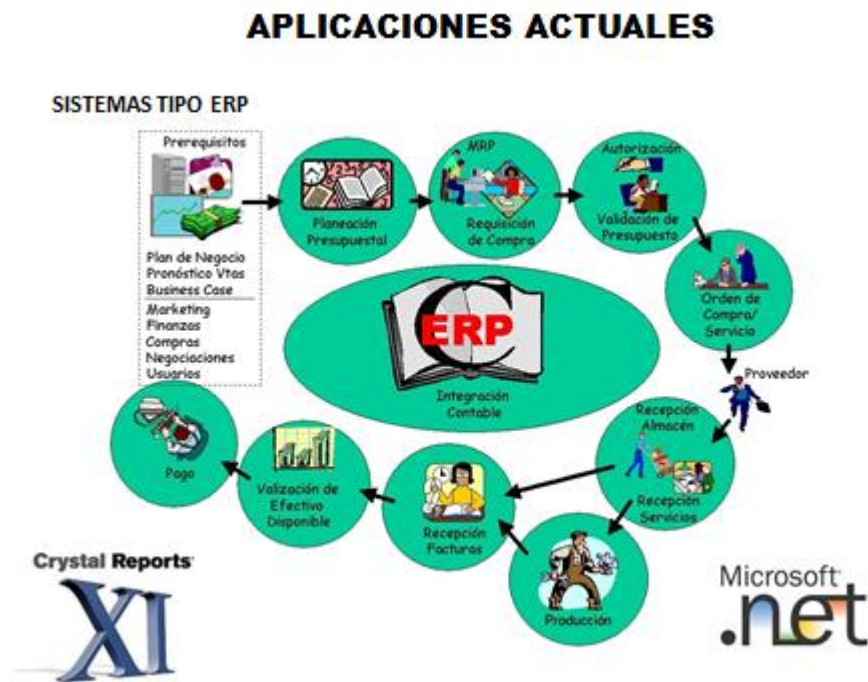 APLICACIONES ACTUALES
SISTEMAS TIPO ERP
Prerequisitos
Plan de Negocio
Pronóstico Vtas
Business Case
Marketing
Finanzas
Compras
Negociaciones
Usuarios
Planeación
Presupuestal
MRP
Requisición
de Compra
Autorización
Validación de
Presupuesto
Orden de
Compra/
Servicio
Proveedor
Recepción
Almacén
Recepción
Servicios
Producción
Recepción
Facturas
Valización de
Efectivo
Disponible
Pago
C
ERP
Integración
Contable
Crystal Reports
XI
Microsoft
.net